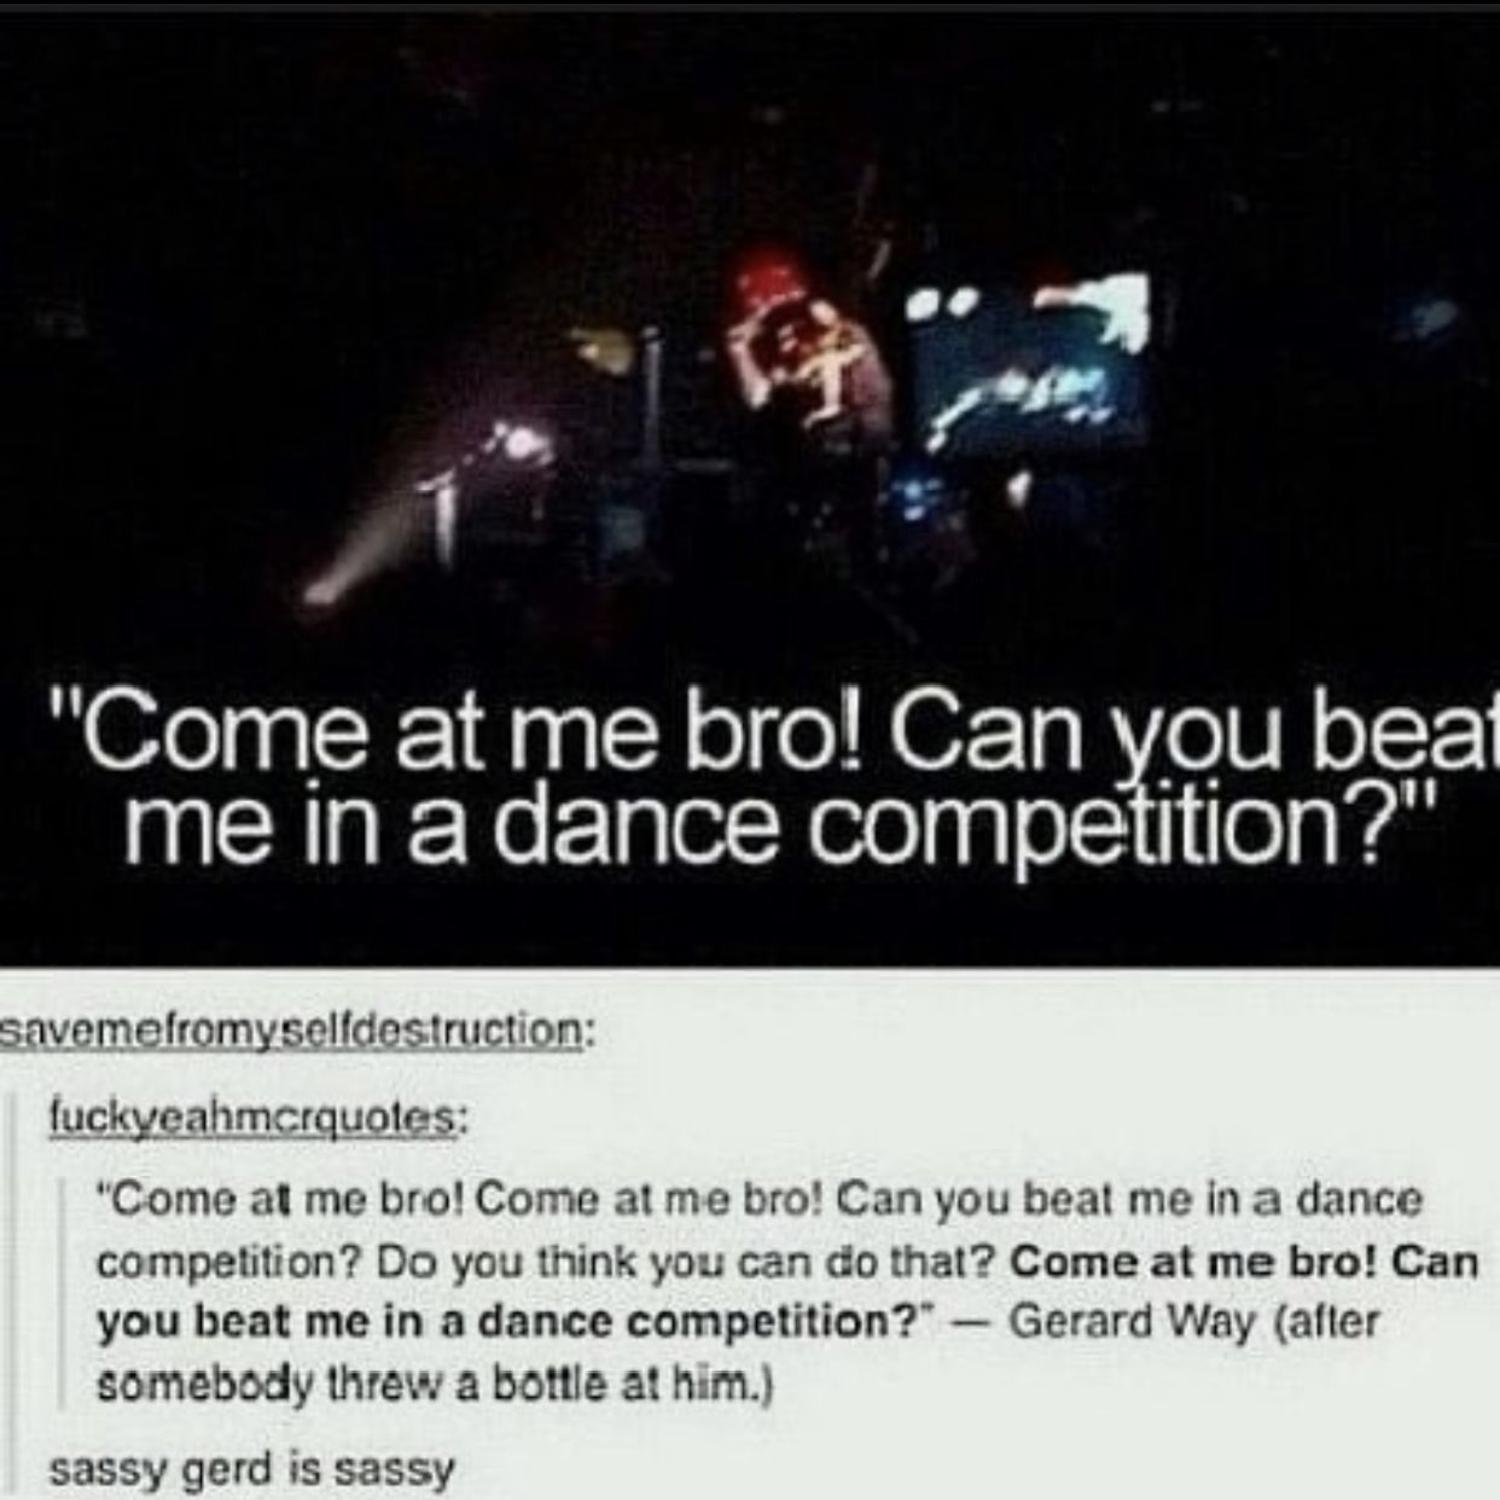 "Come at me bro! Can you beat
me in a dance competition?"
savemefromyselfdestruction:
fuckyeahmcrquotes:
"Come at me bro! Come at me bro! Can you beat me in a dance
competition? Do you think you can do that? Come at me bro! Can
you beat me in a dance competition?" — Gerard Way (after
somebody threw a bottle at him.)
sassy gerd is sassy